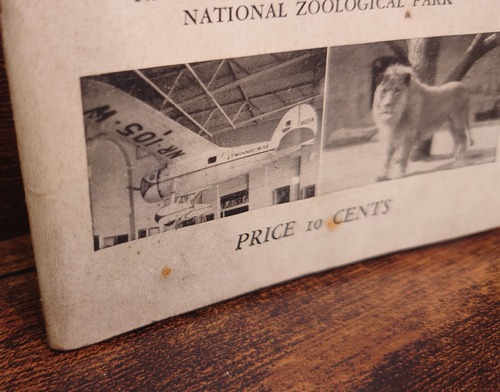 NATIONAL ZOOLOGICAL PARK
NR-105-W
PRICE 10 CENTS